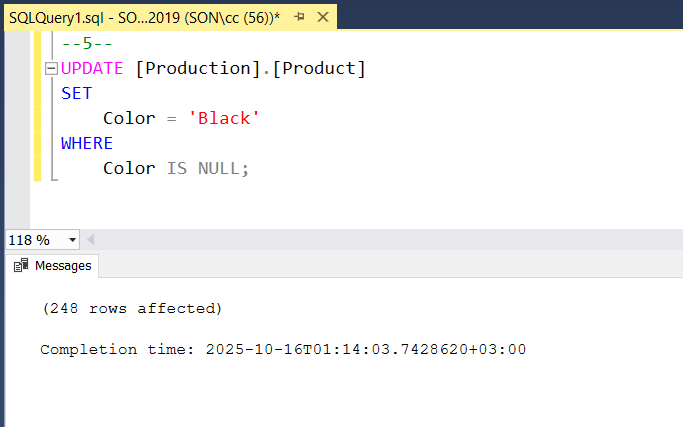 SQLQuery1.sql - SO...2019 (SON\cc (56))*
--5--
UPDATE [Production].[Product]
SET
    Color = 'Black'
WHERE
    Color IS NULL;
118 %
Messages
(248 rows affected)
Completion time: 2025-10-16T01:14:03.7428620+03:00